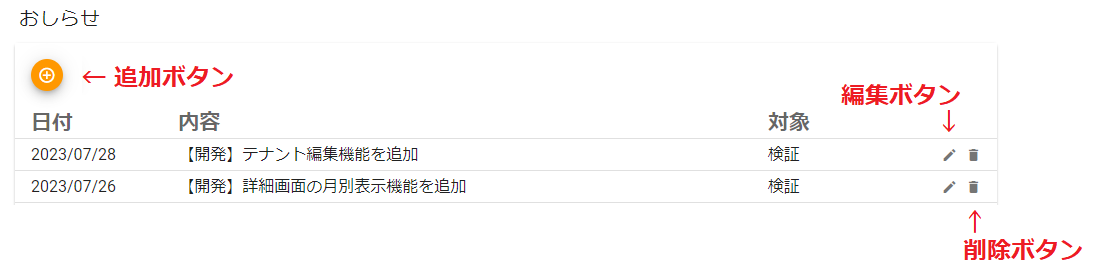 おしらせ
← 追加ボタン
編集ボタン
↓
日付 内容 対象
2023/07/28 【開発】テナント編集機能を追加 検証
2023/07/26 【開発】詳細画面の月別表示機能を追加 検証
↑
削除ボタン